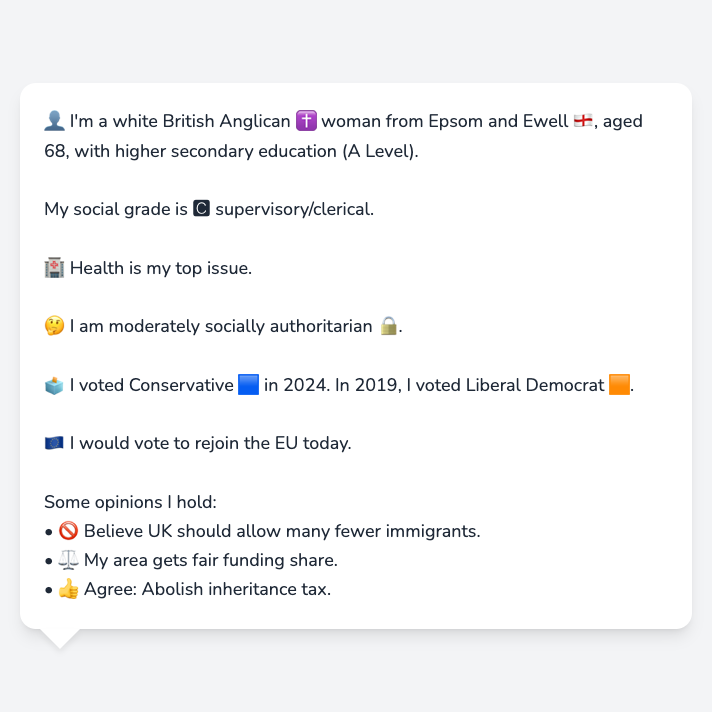 👤 I'm a white British Anglican ✝️ woman from Epsom and Ewell 🏴󠁧󠁢󠁥󠁮󠁧󠁿, aged
68, with higher secondary education (A Level).
My social grade is 🅲 supervisory/clerical.
🏥 Health is my top issue.
🤔 I am moderately socially authoritarian 🔒.
🗳️ I voted Conservative 🟦 in 2024. In 2019, I voted Liberal Democrat 🟧.
🇪🇺 I would vote to rejoin the EU today.
Some opinions I hold:
• 🚫 Believe UK should allow many fewer immigrants.
• ⚖️ My area gets fair funding share.
• 👍 Agree: Abolish inheritance tax.